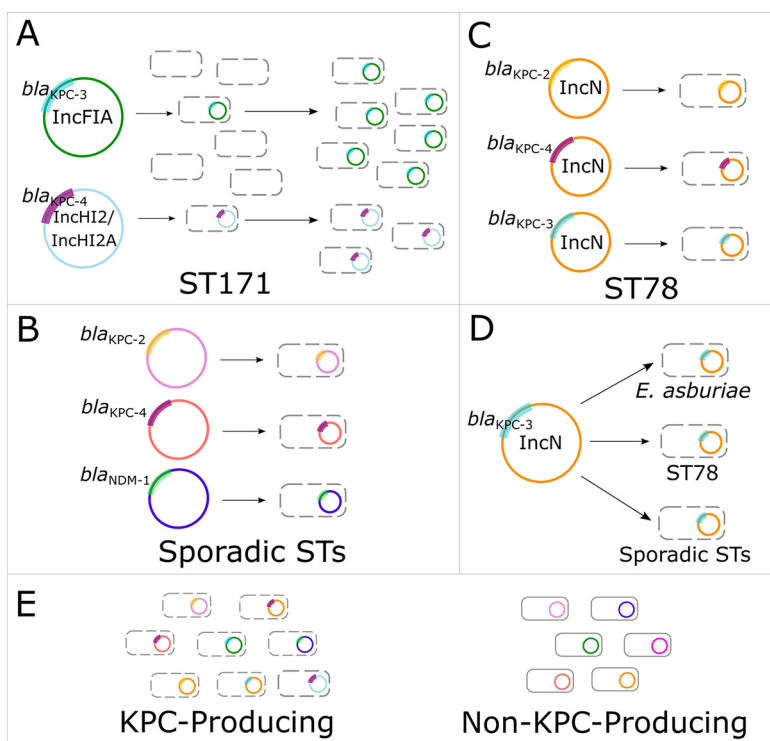 A
blaKPC-3
IncFIA
blaKPC-4
IncHI2/
IncHI2A
ST171
C
blaKPC-2
IncN
blaKPC-4
IncN
blaKPC-3
IncN
ST78
B
blaKPC-2
blaKPC-4
blaNDM-1
Sporadic STs
D
blaKPC-3
IncN
E. asburiae
ST78
Sporadic STs
E
KPC-Producing
Non-KPC-Producing